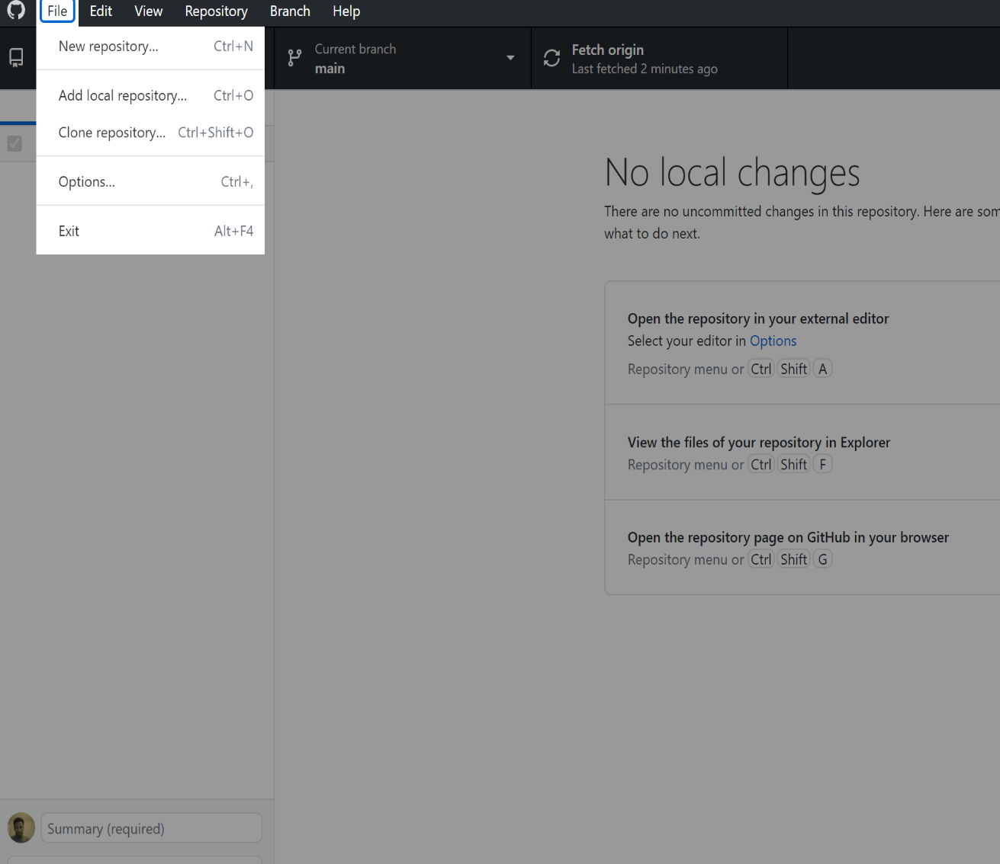 File Edit View Repository Branch Help
New repository... Ctrl+N
Add local repository... Ctrl+O
Clone repository... Ctrl+Shift+O
Options... Ctrl+,
Exit Alt+F4
Current branch
main
Fetch origin
Last fetched 2 minutes ago
No local changes
There are no uncommitted changes in this repository. Here are som
what to do next.
Open the repository in your external editor
Select your editor in Options
Repository menu or Ctrl Shift A
View the files of your repository in Explorer
Repository menu or Ctrl Shift F
Open the repository page on GitHub in your browser
Repository menu or Ctrl Shift G
Summary (required)